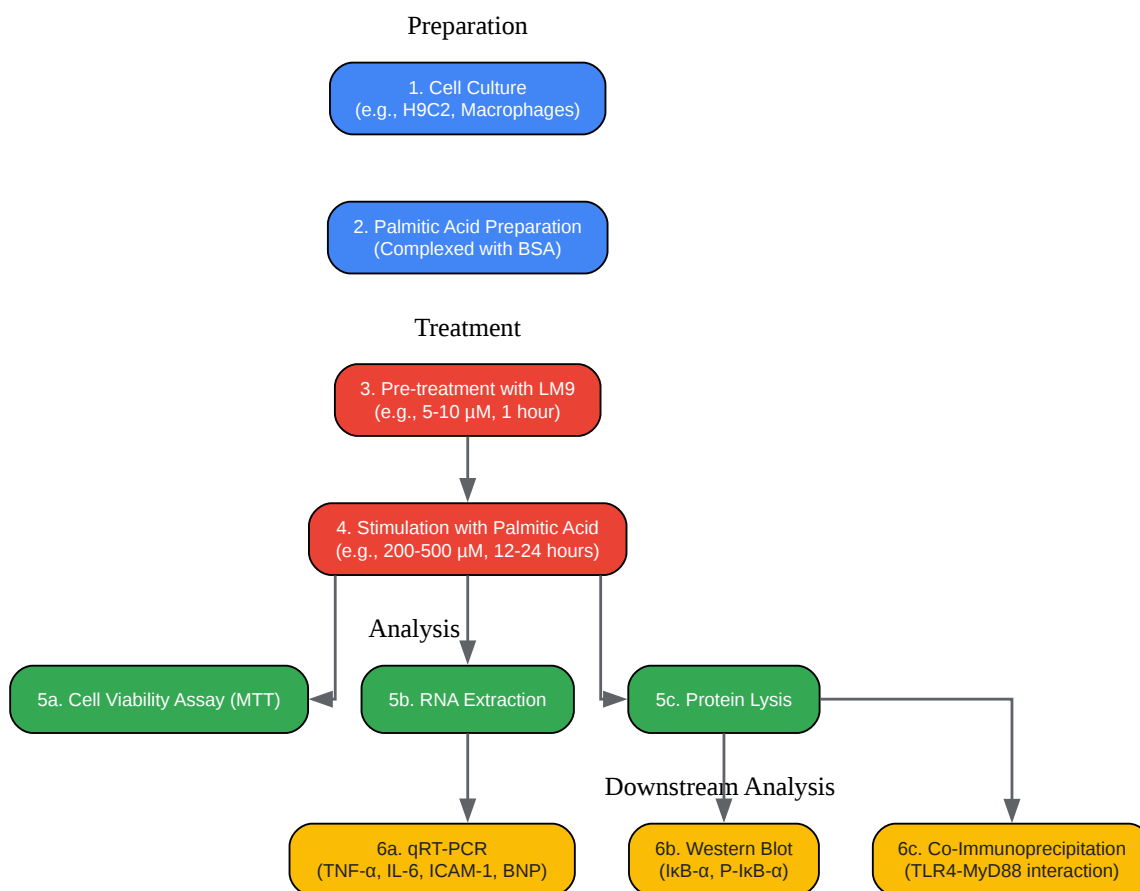 Preparation
1. Cell Culture
(e.g., H9C2, Macrophages)
2. Palmitic Acid Preparation
(Complexed with BSA)
Treatment
3. Pre-treatment with LM9
(e.g., 5-10 µM, 1 hour)
4. Stimulation with Palmitic Acid
(e.g., 200-500 µM, 12-24 hours)
Analysis
5a. Cell Viability Assay (MTT)
5b. RNA Extraction
5c. Protein Lysis
Downstream Analysis
6a. qRT-PCR
(TNF-α, IL-6, ICAM-1, BNP)
6b. Western Blot
(IκB-α, P-IκB-α)
6c. Co-Immunoprecipitation
(TLR4-MyD88 interaction)